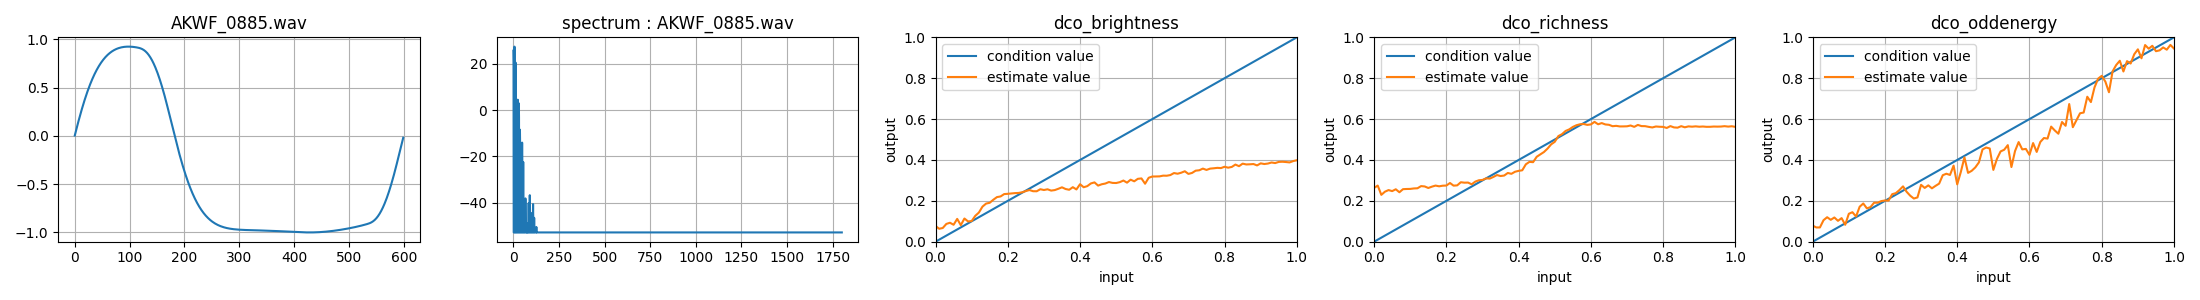 AKWF_0885.wav
1.0
0.5
0.0
−0.5
−1.0
0 100 200 300 400 500 600
spectrum : AKWF_0885.wav
20
0
−20
−40
0 250 500 750 1000 1250 1500 1750
dco_brightness
condition value
estimate value
output
1.0
0.8
0.6
0.4
0.2
0.0
0.0 0.2 0.4 0.6 0.8 1.0
input
dco_richness
condition value
estimate value
output
1.0
0.8
0.6
0.4
0.2
0.0
0.0 0.2 0.4 0.6 0.8 1.0
input
dco_oddenergy
condition value
estimate value
output
1.0
0.8
0.6
0.4
0.2
0.0
0.0 0.2 0.4 0.6 0.8 1.0
input